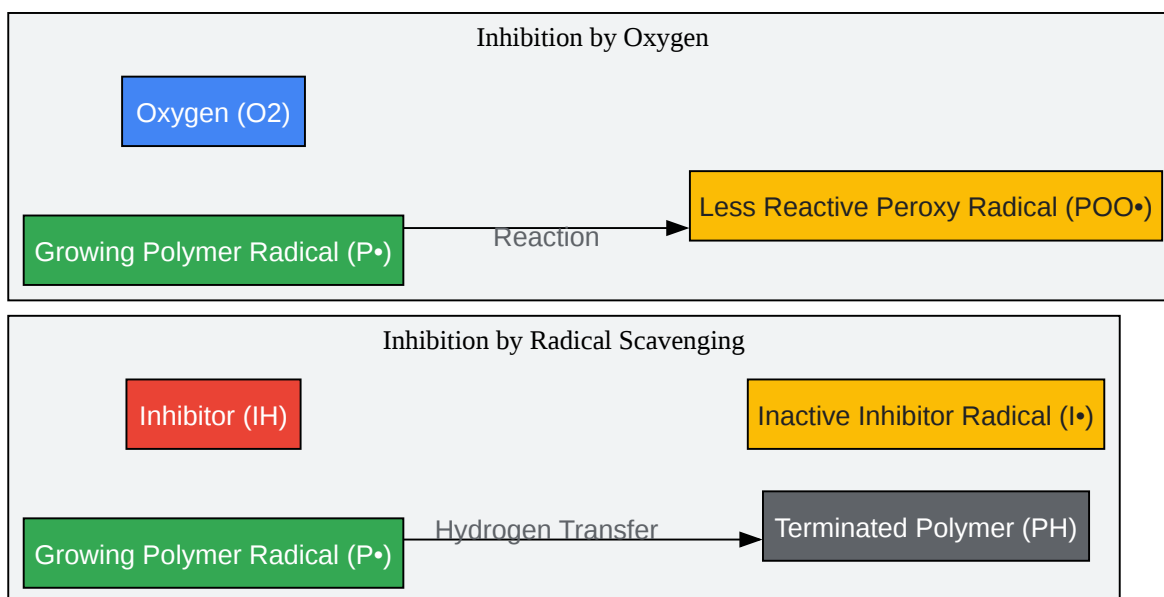 Inhibition by Oxygen
Oxygen (O2)
Less Reactive Peroxy Radical (POO•)
Reaction
Growing Polymer Radical (P•)
Inhibition by Radical Scavenging
Inhibitor (IH)
Inactive Inhibitor Radical (I•)
Hydrogen Transfer
Terminated Polymer (PH)
Growing Polymer Radical (P•)